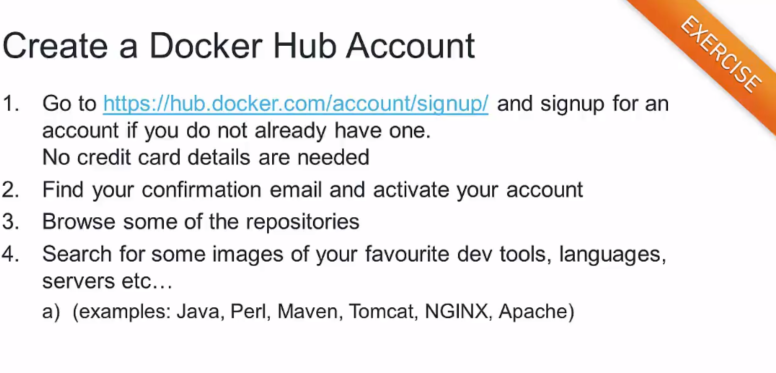 Create a Docker Hub Account
EXERCISE
1. Go to https://hub.docker.com/account/signup/ and signup for an
account if you do not already have one.
No credit card details are needed
2. Find your confirmation email and activate your account
3. Browse some of the repositories
4. Search for some images of your favourite dev tools, languages,
servers etc…
a) (examples: Java, Perl, Maven, Tomcat, NGINX, Apache)